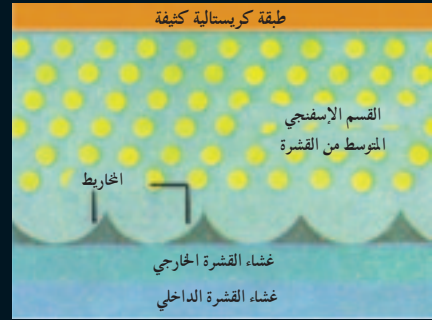 طبقة كريستالية كثيفة
القسم الإسفنجي
المتوسط من القشرة
المخاريط
غشاء القشرة الخارجي
غشاء القشرة الداخلي